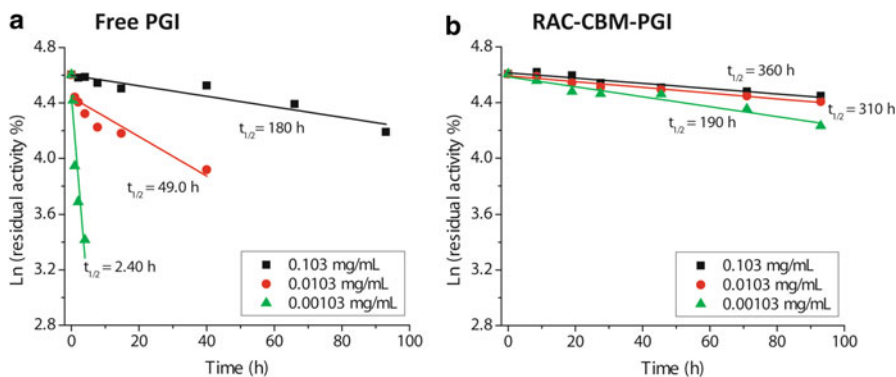 a Free PGI
4.8
4.4
4.0
3.6
3.2
2.8
Ln (residual activity %)
t1/2 = 180 h
t1/2 = 49.0 h
t1/2 = 2.40 h
0.103 mg/mL
0.0103 mg/mL
0.00103 mg/mL
0 20 40 60 80 100
Time (h)
b RAC-CBM-PGI
4.8
4.4
4.0
3.6
3.2
2.8
Ln (residual activity %)
t1/2 = 360 h
t1/2 = 310 h
t1/2 = 190 h
0.103 mg/mL
0.0103 mg/mL
0.00103 mg/mL
0 20 40 60 80 100
Time (h)